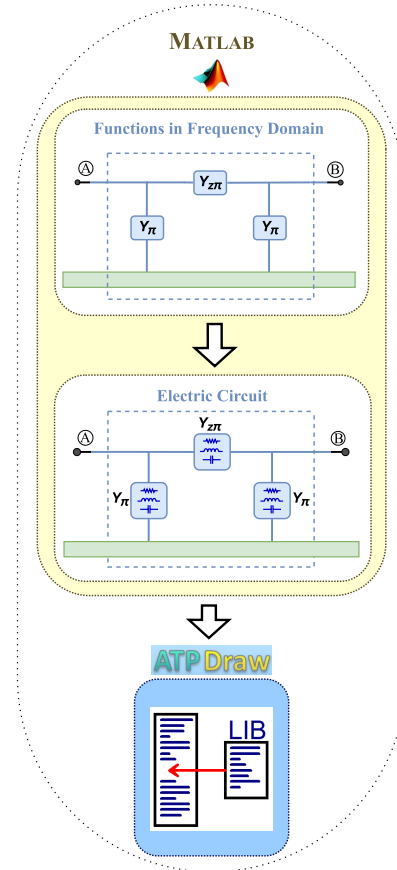 MATLAB
Functions in Frequency Domain
A
B
Yzπ
Yπ
Yπ
Electric Circuit
A
B
Yzπ
Yπ
Yπ
ATP Draw
LIB